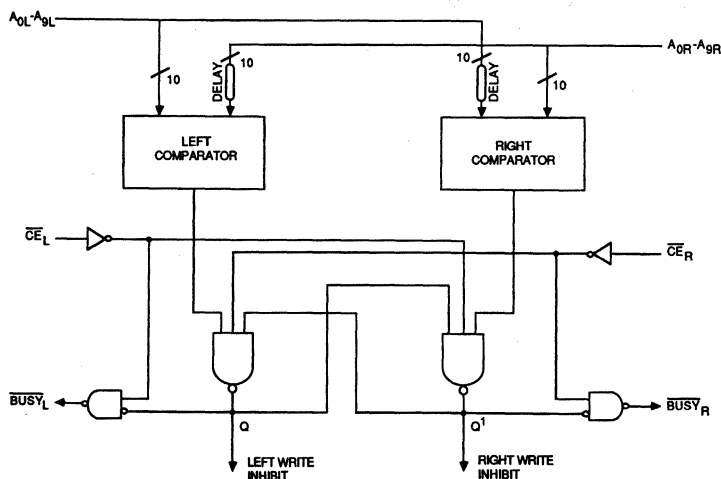 A0L-A9L
A0R-A9R
10
DELAY
10
10
DELAY
10
LEFT
COMPARATOR
RIGHT
COMPARATOR
CEL
CER
BUSYL
BUSYR
Q
Q1
LEFT WRITE
INHIBIT
RIGHT WRITE
INHIBIT